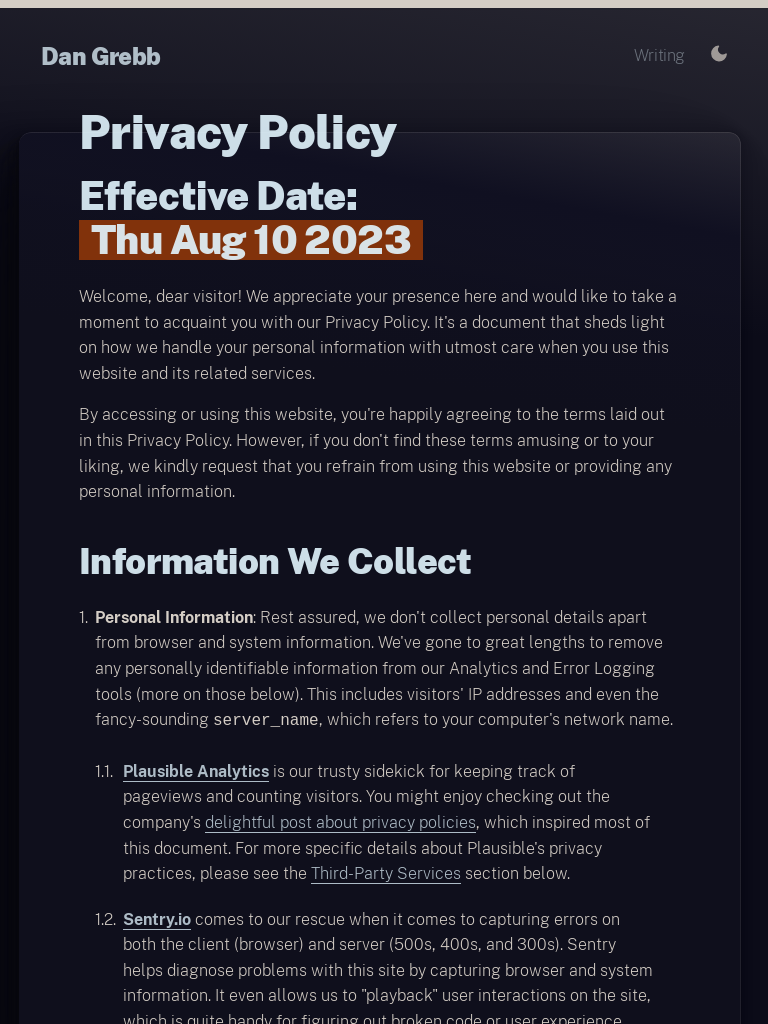 Dan Grebb
Writing
Privacy Policy
Effective Date:
Thu Aug 10 2023
Welcome, dear visitor! We appreciate your presence here and would like to take a
moment to acquaint you with our Privacy Policy. It's a document that sheds light
on how we handle your personal information with utmost care when you use this
website and its related services.
By accessing or using this website, you're happily agreeing to the terms laid out
in this Privacy Policy. However, if you don't find these terms amusing or to your
liking, we kindly request that you refrain from using this website or providing any
personal information.
Information We Collect
1. Personal Information: Rest assured, we don't collect personal details apart
from browser and system information. We've gone to great lengths to remove
any personally identifiable information from our Analytics and Error Logging
tools (more on those below). This includes visitors' IP addresses and even the
fancy-sounding server_name, which refers to your computer's network name.
1.1. Plausible Analytics is our trusty sidekick for keeping track of
pageviews and counting visitors. You might enjoy checking out the
company's delightful post about privacy policies, which inspired most of
this document. For more specific details about Plausible's privacy
practices, please see the Third-Party Services section below.
1.2. Sentry.io comes to our rescue when it comes to capturing errors on
both the client (browser) and server (500s, 400s, and 300s). Sentry
helps diagnose problems with this site by capturing browser and system
information. It even allows us to "playback" user interactions on the site,
which is quite handy for figuring out broken code or user experience